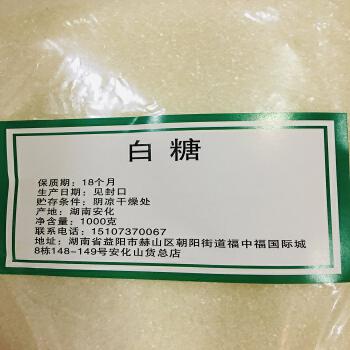 白糖
保质期：18个月
生产日期：见封口
贮存条件：阴凉干燥处
产地：湖南安化
净含量：1000克
联系电话：15107370067
地址：湖南省益阳市赫山区朝阳街道福中福国际城
8栋148-149号安化山货总店